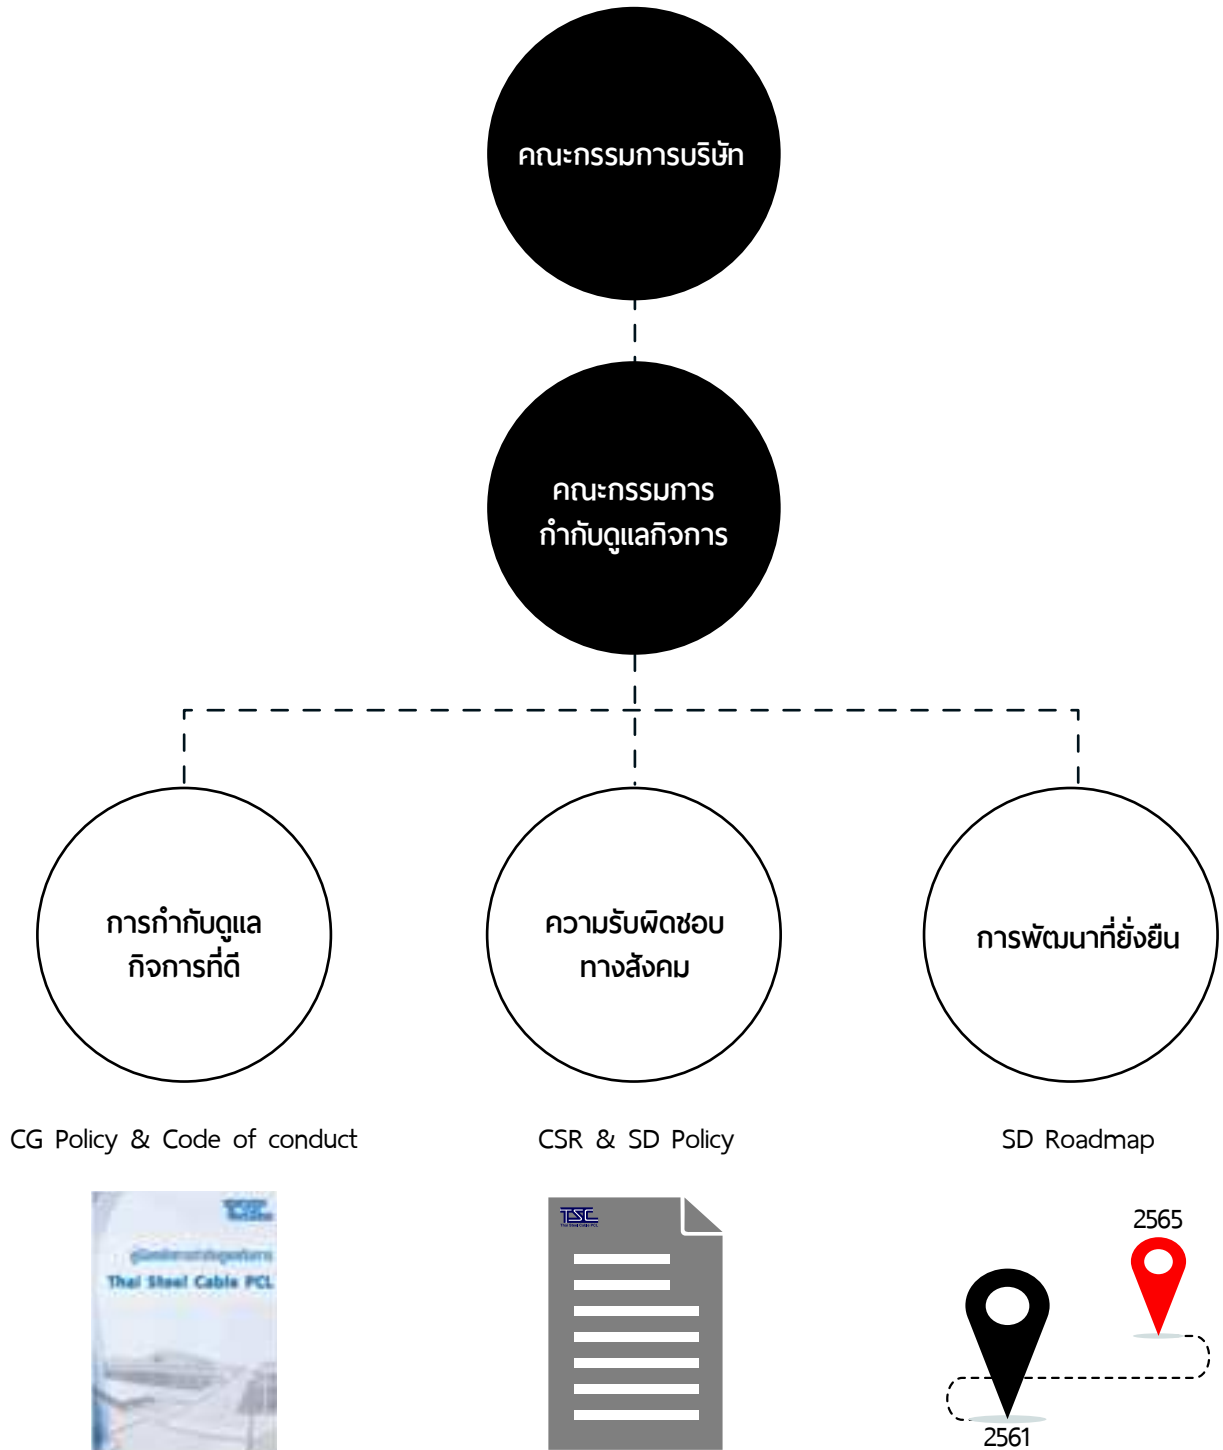 คณะกรรมการบริษัท
คณะกรรมการ
กำกับดูแลกิจการ
การกำกับดูแล
กิจการที่ดี
ความรับผิดชอบ
ทางสังคม
การพัฒนาที่ยั่งยืน
CG Policy & Code of conduct
CSR & SD Policy
SD Roadmap
Thai Steel Cable PCL
TSC
Thai Steel Cable PCL
2565
2561